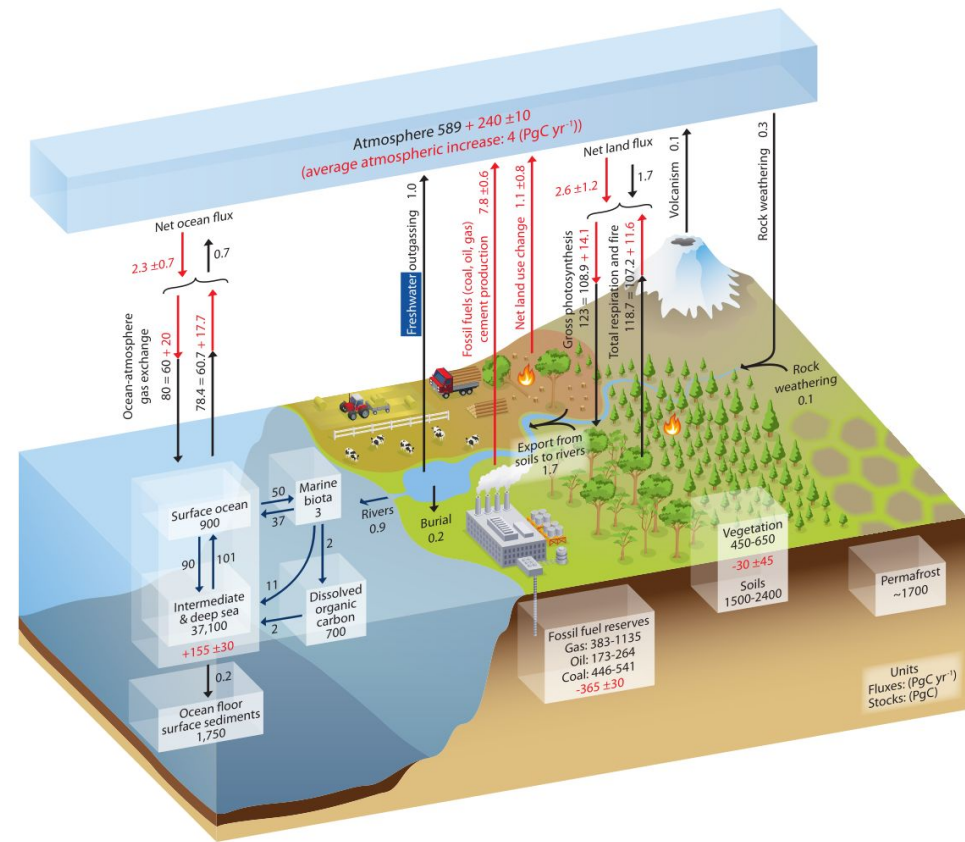 Atmosphere 589 + 240 ±10
(average atmospheric increase: 4 (PgC yr⁻¹))
Net ocean flux
2.3 ±0.7
0.7
Ocean-atmosphere
gas exchange
80 = 60 + 20
78.4 = 60.7 + 17.7
Freshwater outgassing 1.0
Fossil fuels (coal, oil, gas)
cement production 7.8 ±0.6
Net land use change 1.1 ±0.8
Net land flux
2.6 ±1.2
1.7
Gross photosynthesis
123 = 108.9 + 14.1
Total respiration and fire
118.7 = 107.2 + 11.6
Volcanism 0.1
Rock weathering 0.3
Rock
weathering
0.1
Export from
soils to rivers
1.7
Rivers
0.9
Burial
0.2
Surface ocean
900
50
37
Marine
biota
3
90
101
11
2
Intermediate
& deep sea
37,100
+155 ±30
2
Dissolved
organic
carbon
700
0.2
Ocean floor
surface sediments
1,750
Fossil fuel reserves
Gas: 383-1135
Oil: 173-264
Coal: 446-541
-365 ±30
Vegetation
450-650
-30 ±45
Soils
1500-2400
Permafrost
~1700
Units
Fluxes: (PgC yr⁻¹)
Stocks: (PgC)